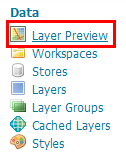 Data
Layer Preview
Workspaces
Stores
Layers
Layer Groups
Cached Layers
Styles